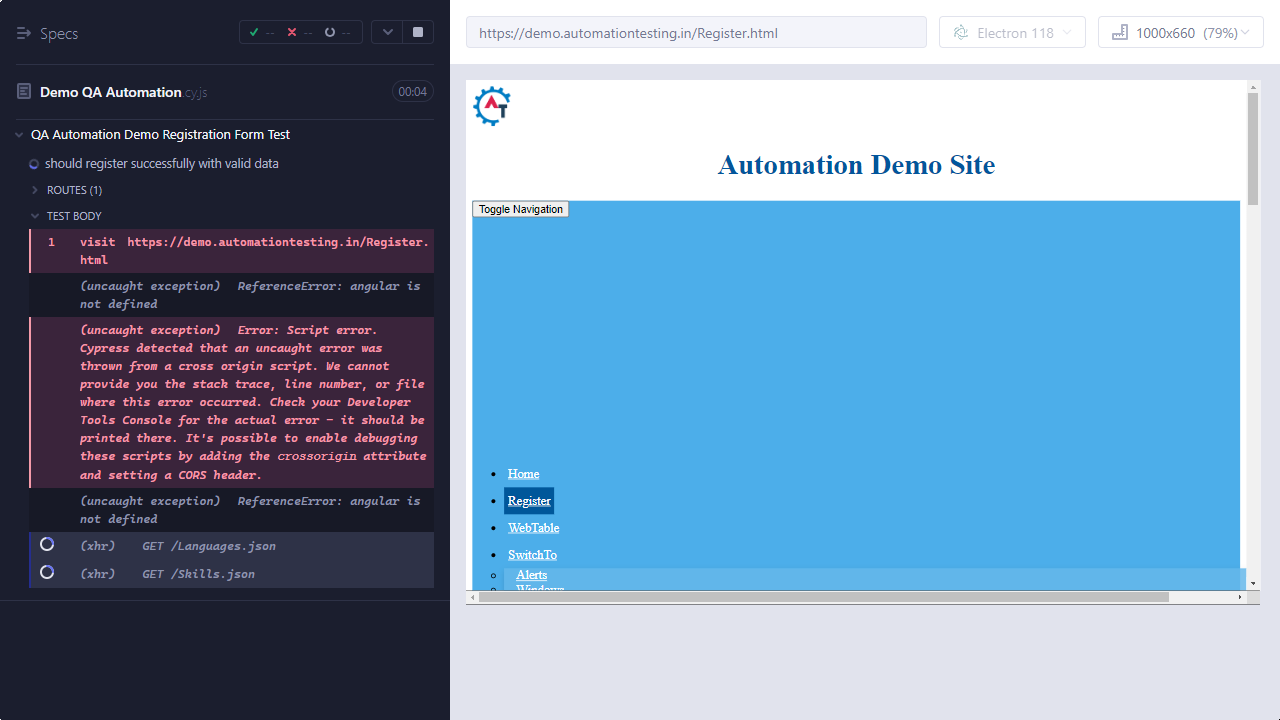 Specs
-- -- --
Demo QA Automation.cy.js
00:04
QA Automation Demo Registration Form Test
should register successfully with valid data
ROUTES (1)
TEST BODY
1 visit https://demo.automationtesting.in/Register.
html
(uncaught exception) ReferenceError: angular is
not defined
(uncaught exception) Error: Script error.
Cypress detected that an uncaught error was
thrown from a cross origin script. We cannot
provide you the stack trace, line number, or file
where this error occurred. Check your Developer
Tools Console for the actual error - it should be
printed there. It's possible to enable debugging
these scripts by adding the crossorigin attribute
and setting a CORS header.
(uncaught exception) ReferenceError: angular is
not defined
(xhr) GET /Languages.json
(xhr) GET /Skills.json
https://demo.automationtesting.in/Register.html
Electron 118
1000x660 (79%)
AT
Automation Demo Site
Toggle Navigation
Home
Register
WebTable
SwitchTo
Alerts
Windows